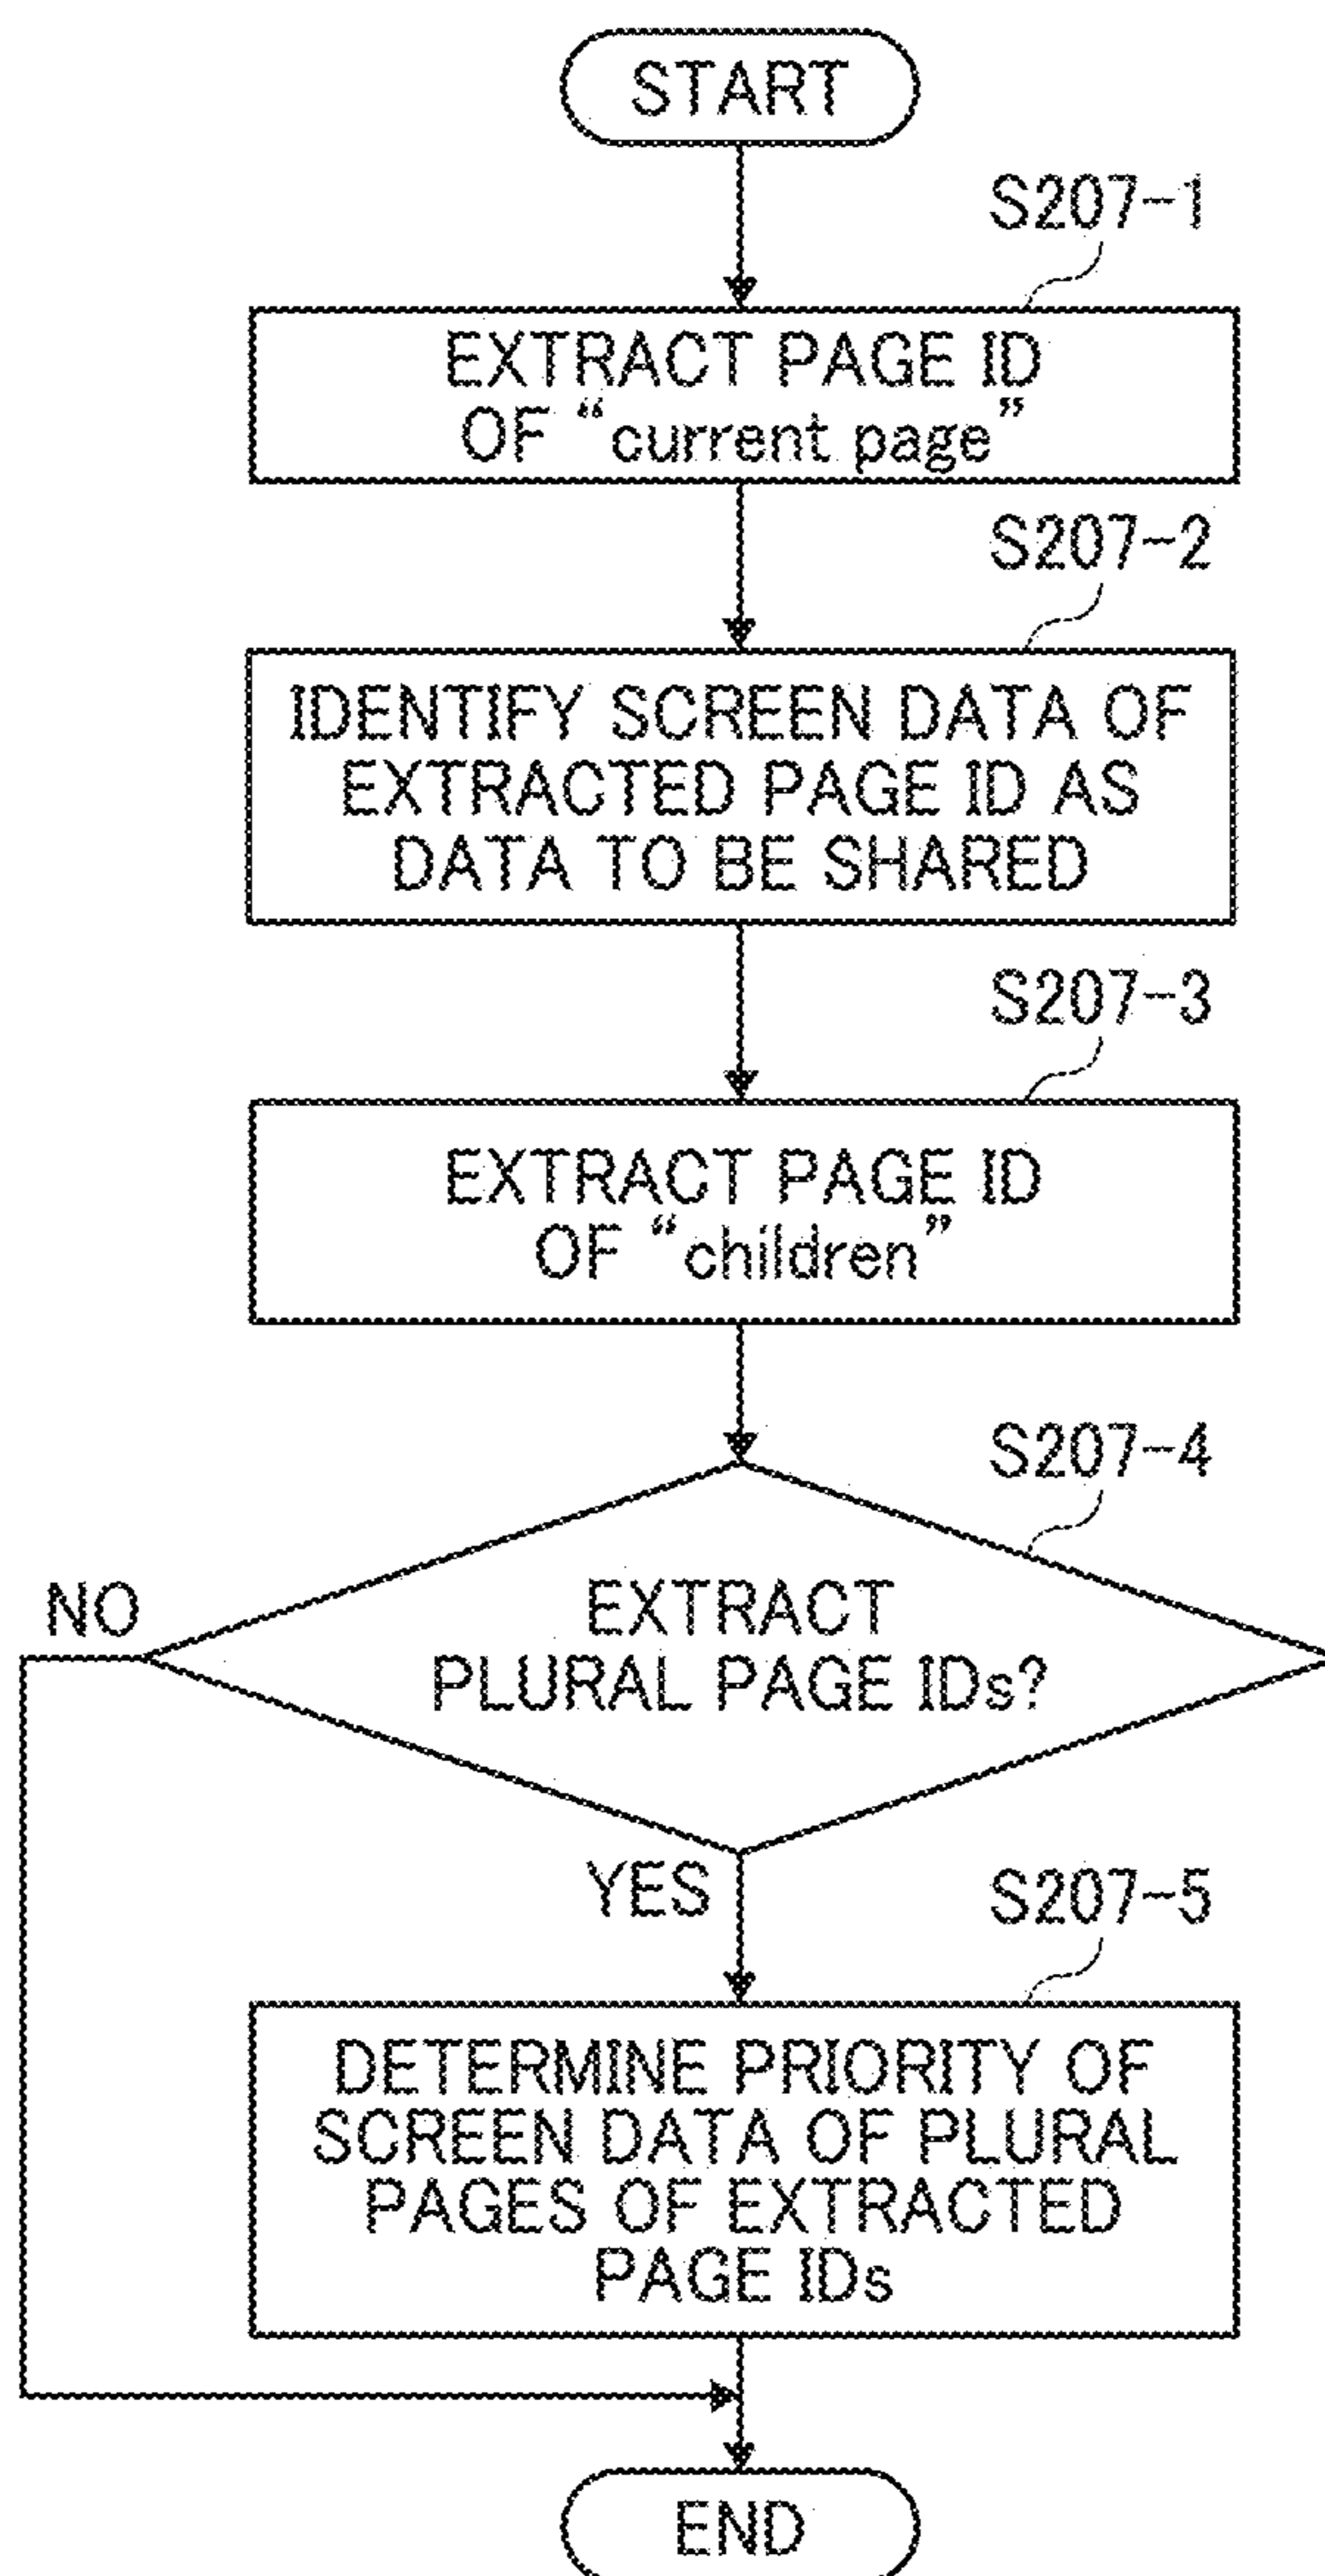 START
S207-1
EXTRACT PAGE ID
OF “current page”
S207-2
IDENTIFY SCREEN DATA OF
EXTRACTED PAGE ID AS
DATA TO BE SHARED
S207-3
EXTRACT PAGE ID
OF “children”
S207-4
NO
EXTRACT
PLURAL PAGE IDs?
YES
S207-5
DETERMINE PRIORITY OF
SCREEN DATA OF PLURAL
PAGES OF EXTRACTED
PAGE IDs
END